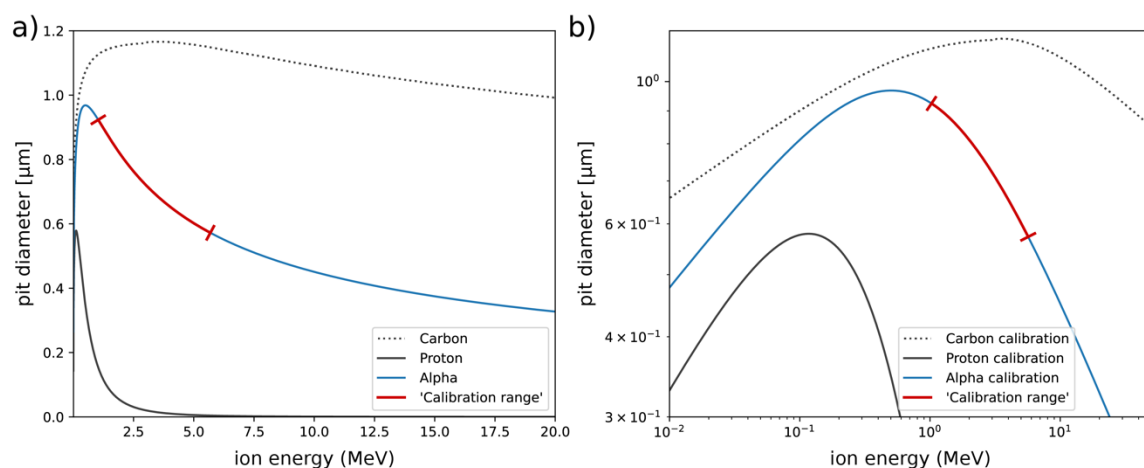 a)
pit diameter [μm]
1.2
1.0
0.8
0.6
0.4
0.2
0.0
2.5
5.0
7.5
10.0
12.5
15.0
17.5
20.0
ion energy (MeV)
Carbon
Proton
Alpha
'Calibration range'
b)
pit diameter [μm]
10⁰
6 × 10⁻¹
4 × 10⁻¹
3 × 10⁻¹
10⁻²
10⁻¹
10⁰
10¹
ion energy (MeV)
Carbon calibration
Proton calibration
Alpha calibration
'Calibration range'